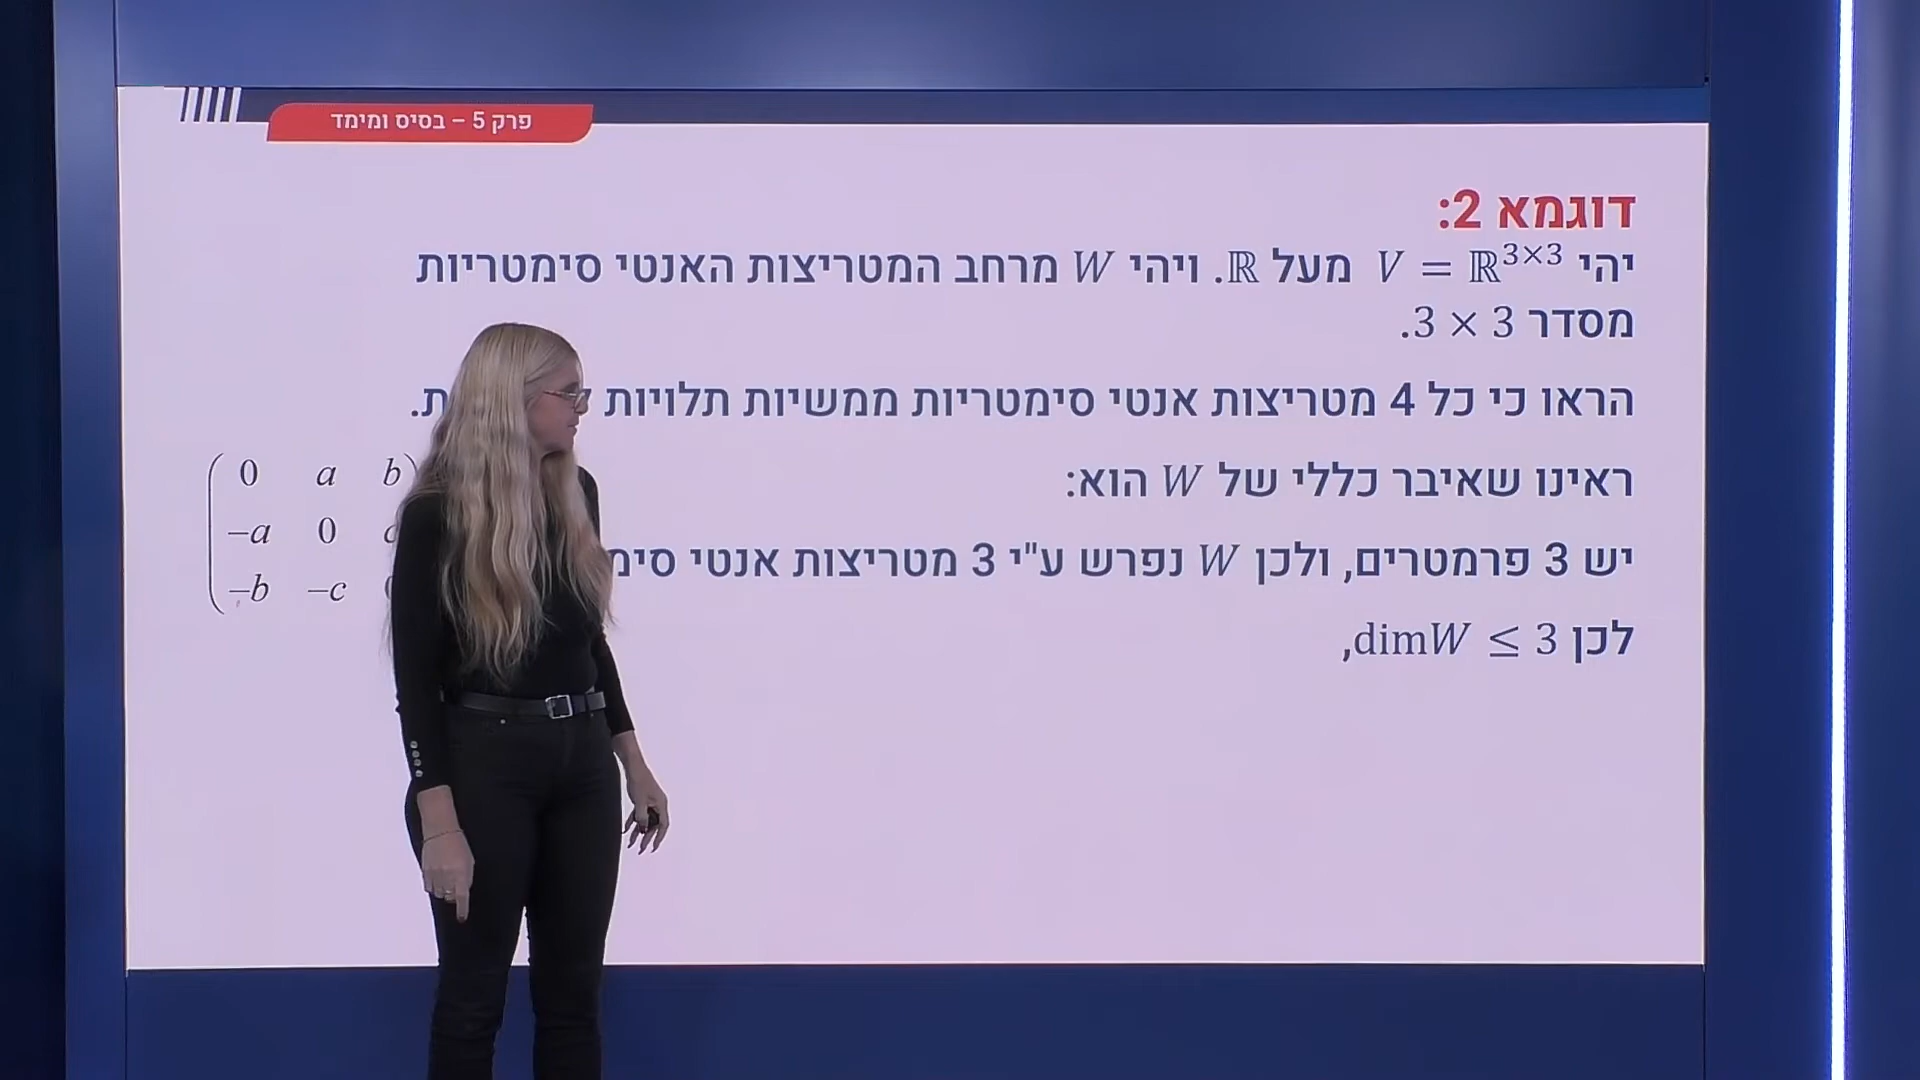 פרק 5 – בסיס ומימד
דוגמא 2:
יהי V = ℝ³ˣ³ מעל ℝ. ויהי W מרחב המטריצות האנטי סימטריות
מסדר 3 × 3.
הראו כי כל 4 מטריצות אנטי סימטריות ממשיות תלויות
ראינו שאיבר כללי של W הוא:
0 a b
−a 0
−b −c
יש 3 פרמטרים, ולכן W נפרש ע"י 3 מטריצות אנטי
לכן dimW ≤ 3,